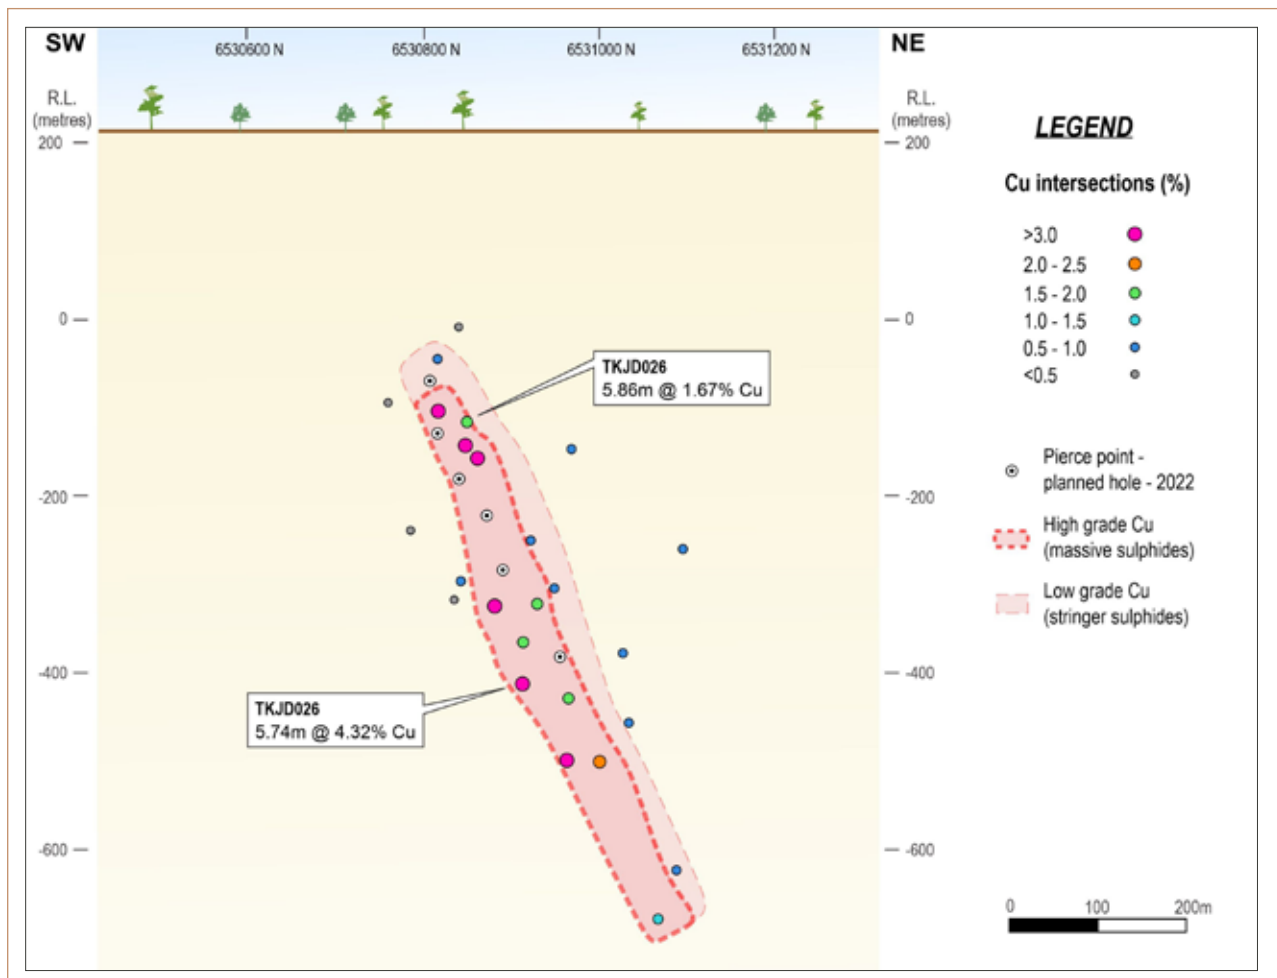 SW
6530600 N
6530800 N
6531000 N
6531200 N
NE
R.L.
(metres)
R.L.
(metres)
200
200
0
0
-200
-200
-400
-400
-600
-600
TKJD026
5.86m @ 1.67% Cu
TKJD026
5.74m @ 4.32% Cu
LEGEND
Cu intersections (%)
>3.0
2.0 - 2.5
1.5 - 2.0
1.0 - 1.5
0.5 - 1.0
<0.5
Pierce point -
planned hole - 2022
High grade Cu
(massive sulphides)
Low grade Cu
(stringer sulphides)
0 100 200m